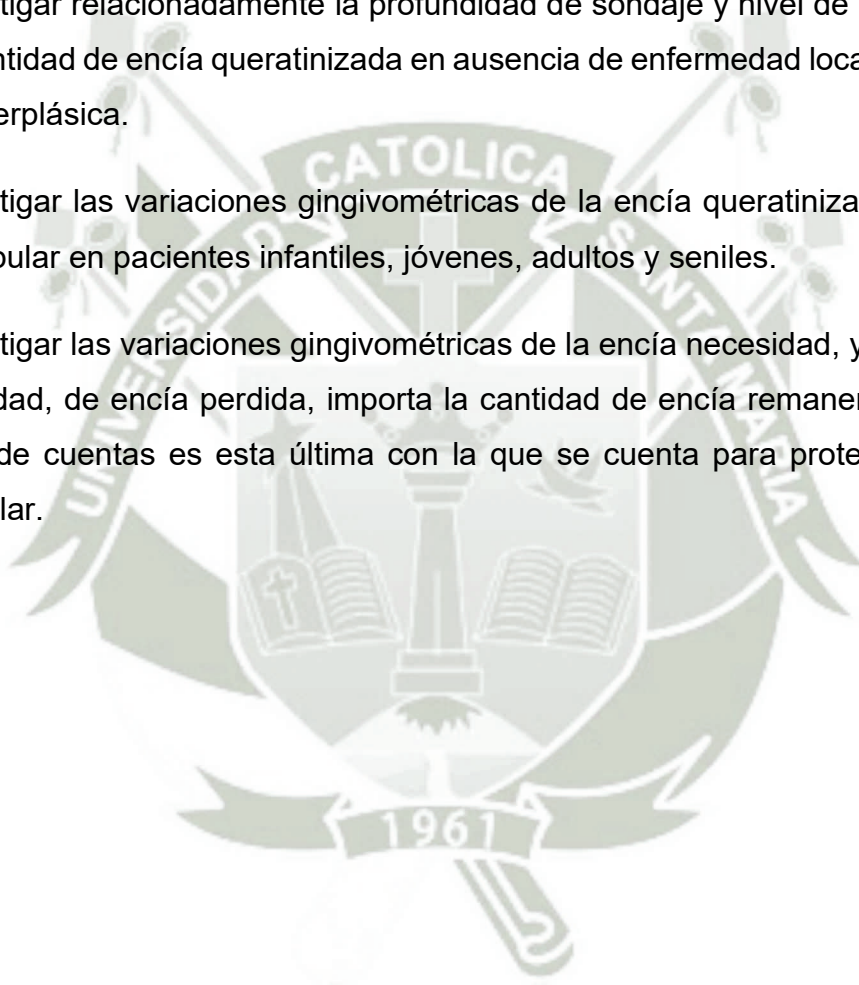 tigar relacionadamente la profundidad de sondaje y nivel de
ntidad de encía queratinizada en ausencia de enfermedad loca
erplásica.
tigar las variaciones gingivométricas de la encía queratiniza
bular en pacientes infantiles, jóvenes, adultos y seniles.
tigar las variaciones gingivométricas de la encía necesidad, y
dad, de encía perdida, importa la cantidad de encía remaner
de cuentas es esta última con la que se cuenta para prote
lar.
UNIVERSIDAD CATOLICA SANTA MARIA
1961